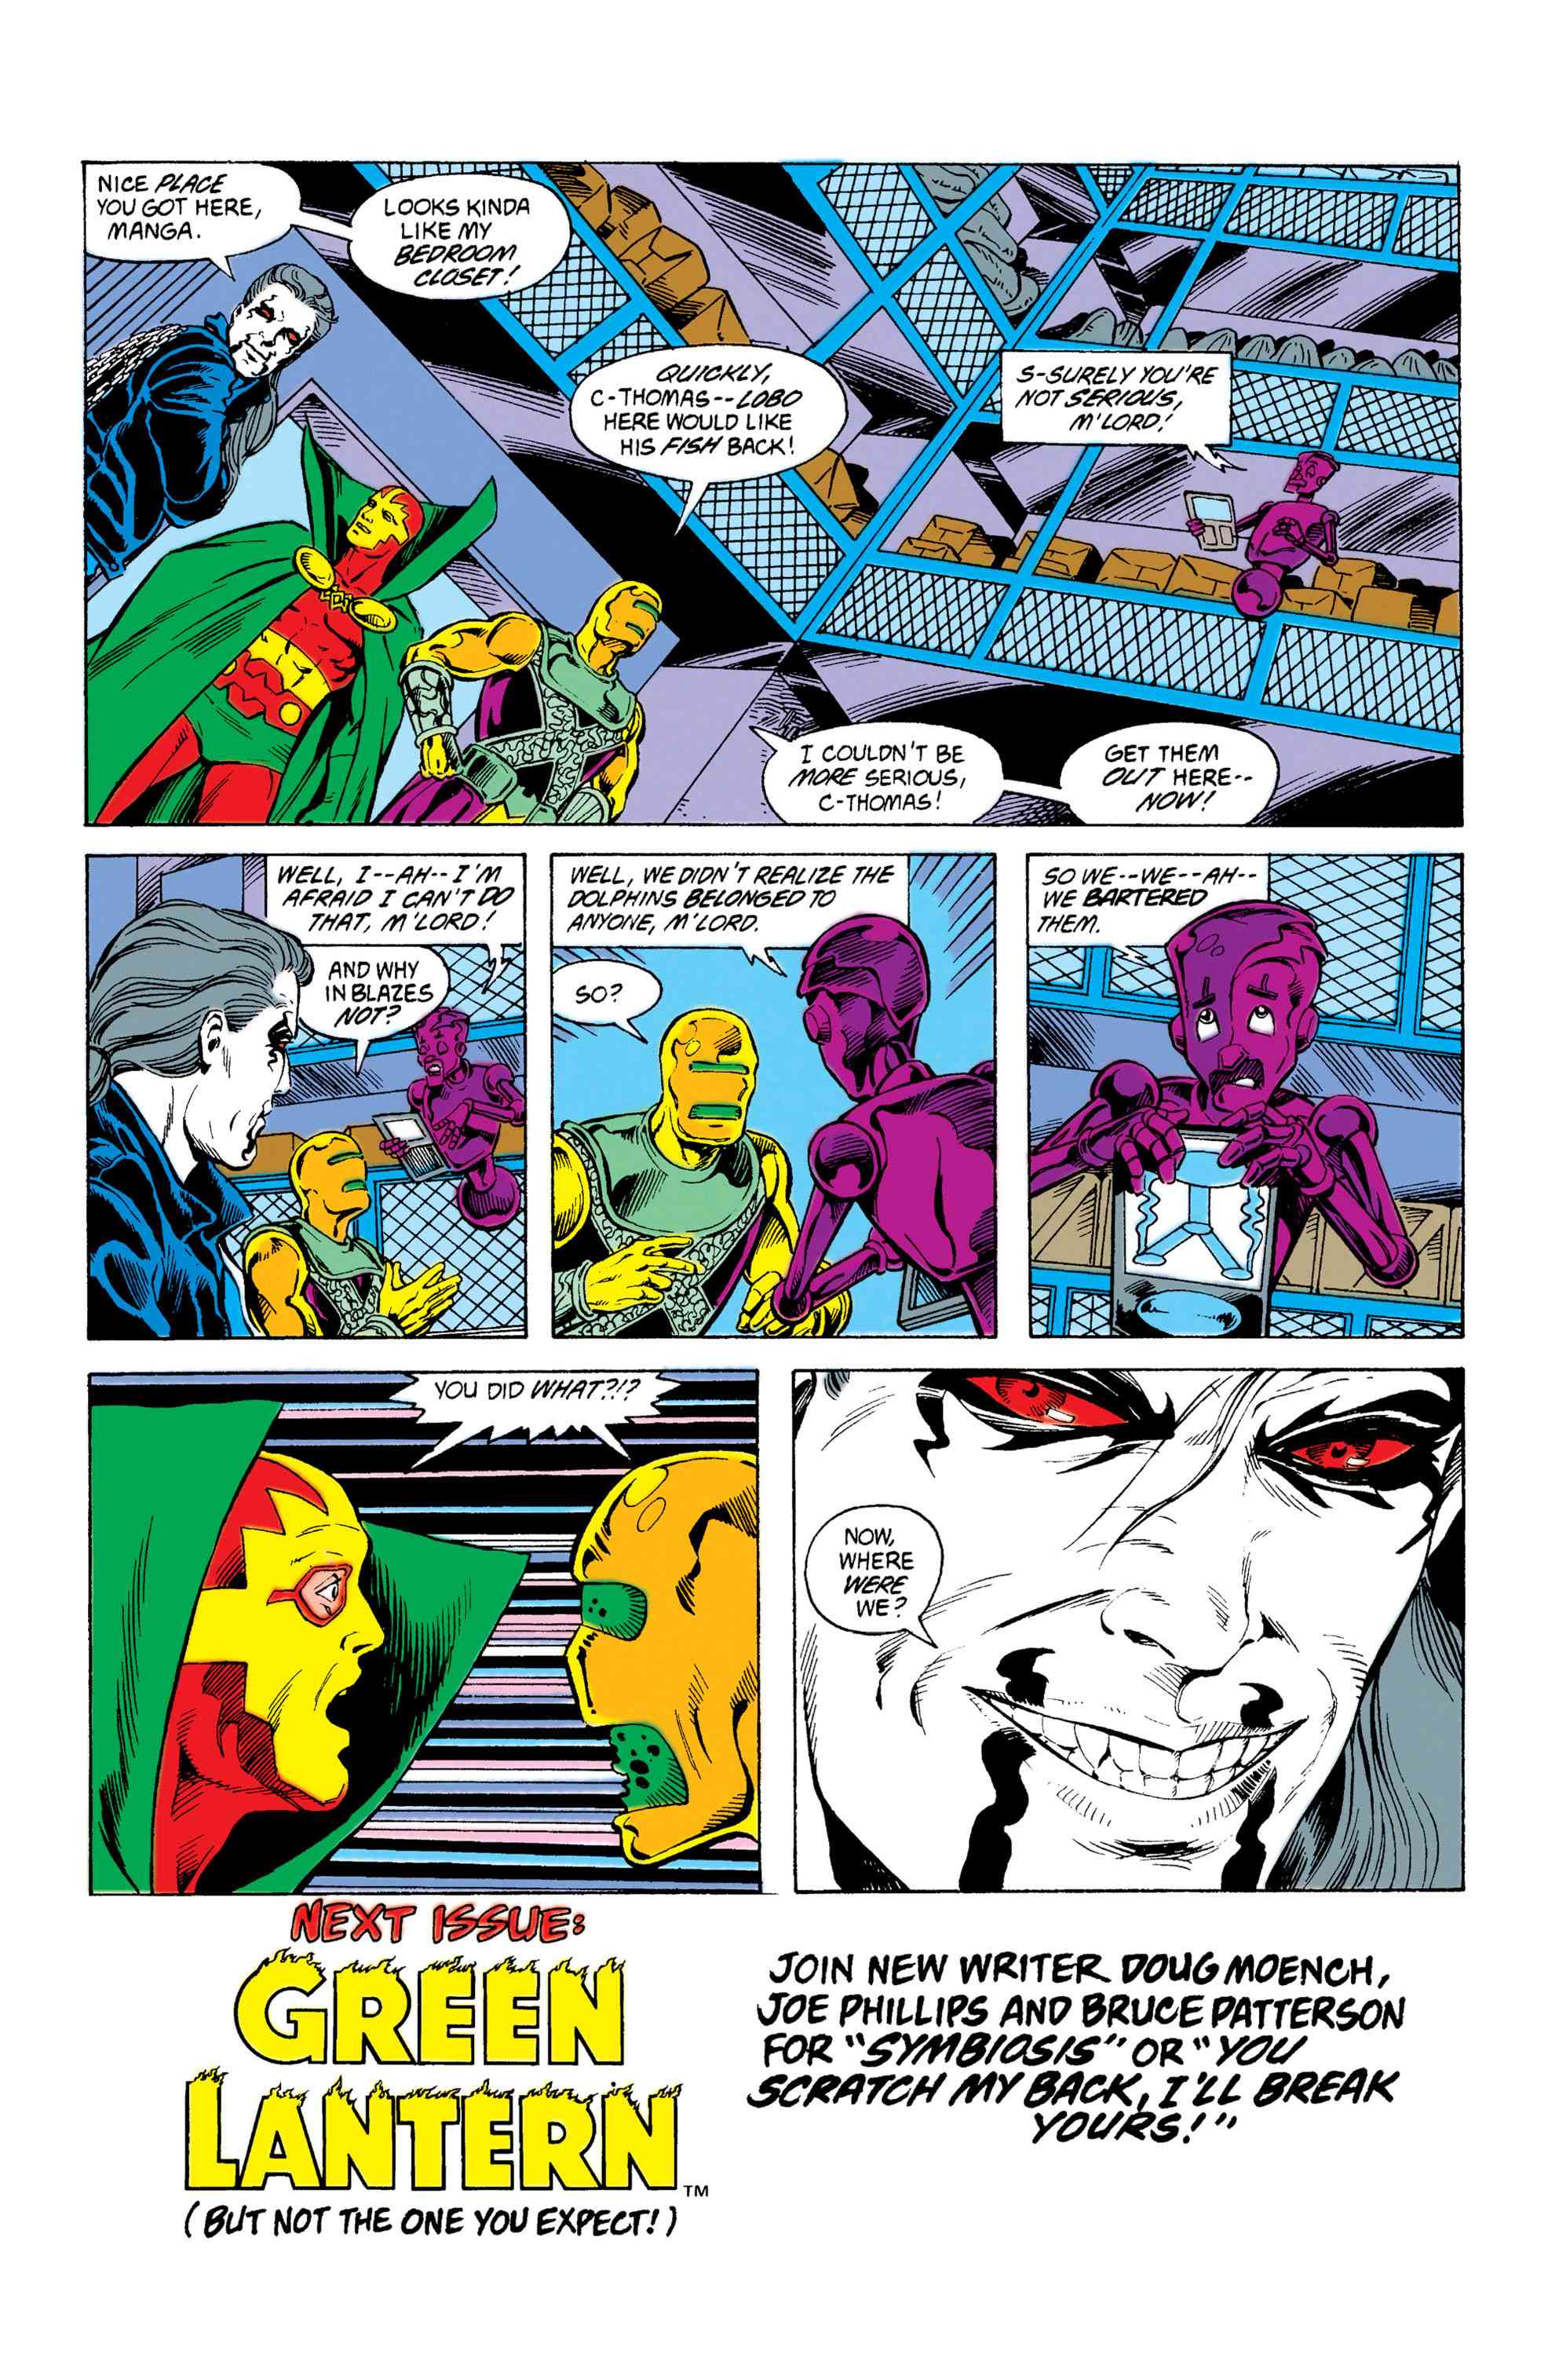 NICE PLACE
YOU GOT HERE,
MANGA.
LOOKS KINDA
LIKE MY
BEDROOM
CLOSET!
QUICKLY,
C-THOMAS--LOBO
HERE WOULD LIKE
HIS FISH BACK!
S-SURELY YOU'RE
NOT SERIOUS,
M'LORD!
I COULDN'T BE
MORE SERIOUS,
C-THOMAS!
GET THEM
OUT HERE--
NOW!
WELL, I--AH--I'M
AFRAID I CAN'T DO
THAT, M'LORD!
AND WHY
IN BLAZES
NOT?
WELL, WE DIDN'T REALIZE THE
DOLPHINS BELONGED TO
ANYONE, M'LORD.
SO?
SO WE--WE--AH--
WE BARTERED
THEM.
YOU DID WHAT?!?
NOW,
WHERE
WERE
WE?
NEXT ISSUE:
GREEN
LANTERN™
(BUT NOT THE ONE YOU EXPECT!)
JOIN NEW WRITER DOUG MOENCH,
JOE PHILLIPS AND BRUCE PATTERSON
FOR "SYMBIOSIS" OR "YOU
SCRATCH MY BACK, I'LL BREAK
YOURS!"